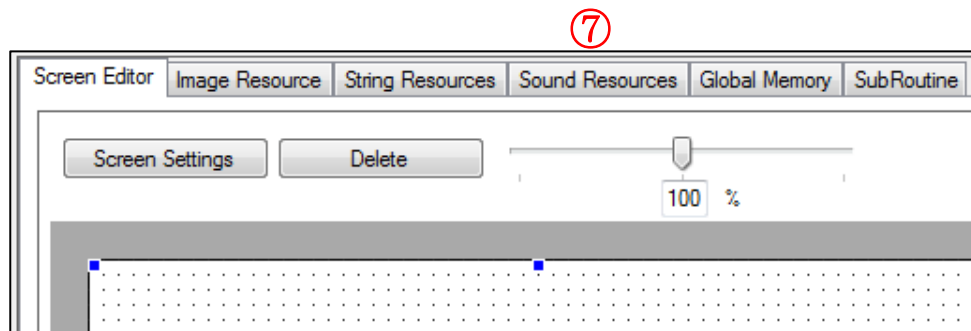 ⑦
Screen Editor Image Resource String Resources Sound Resources Global Memory SubRoutine
Screen Settings Delete
100 %